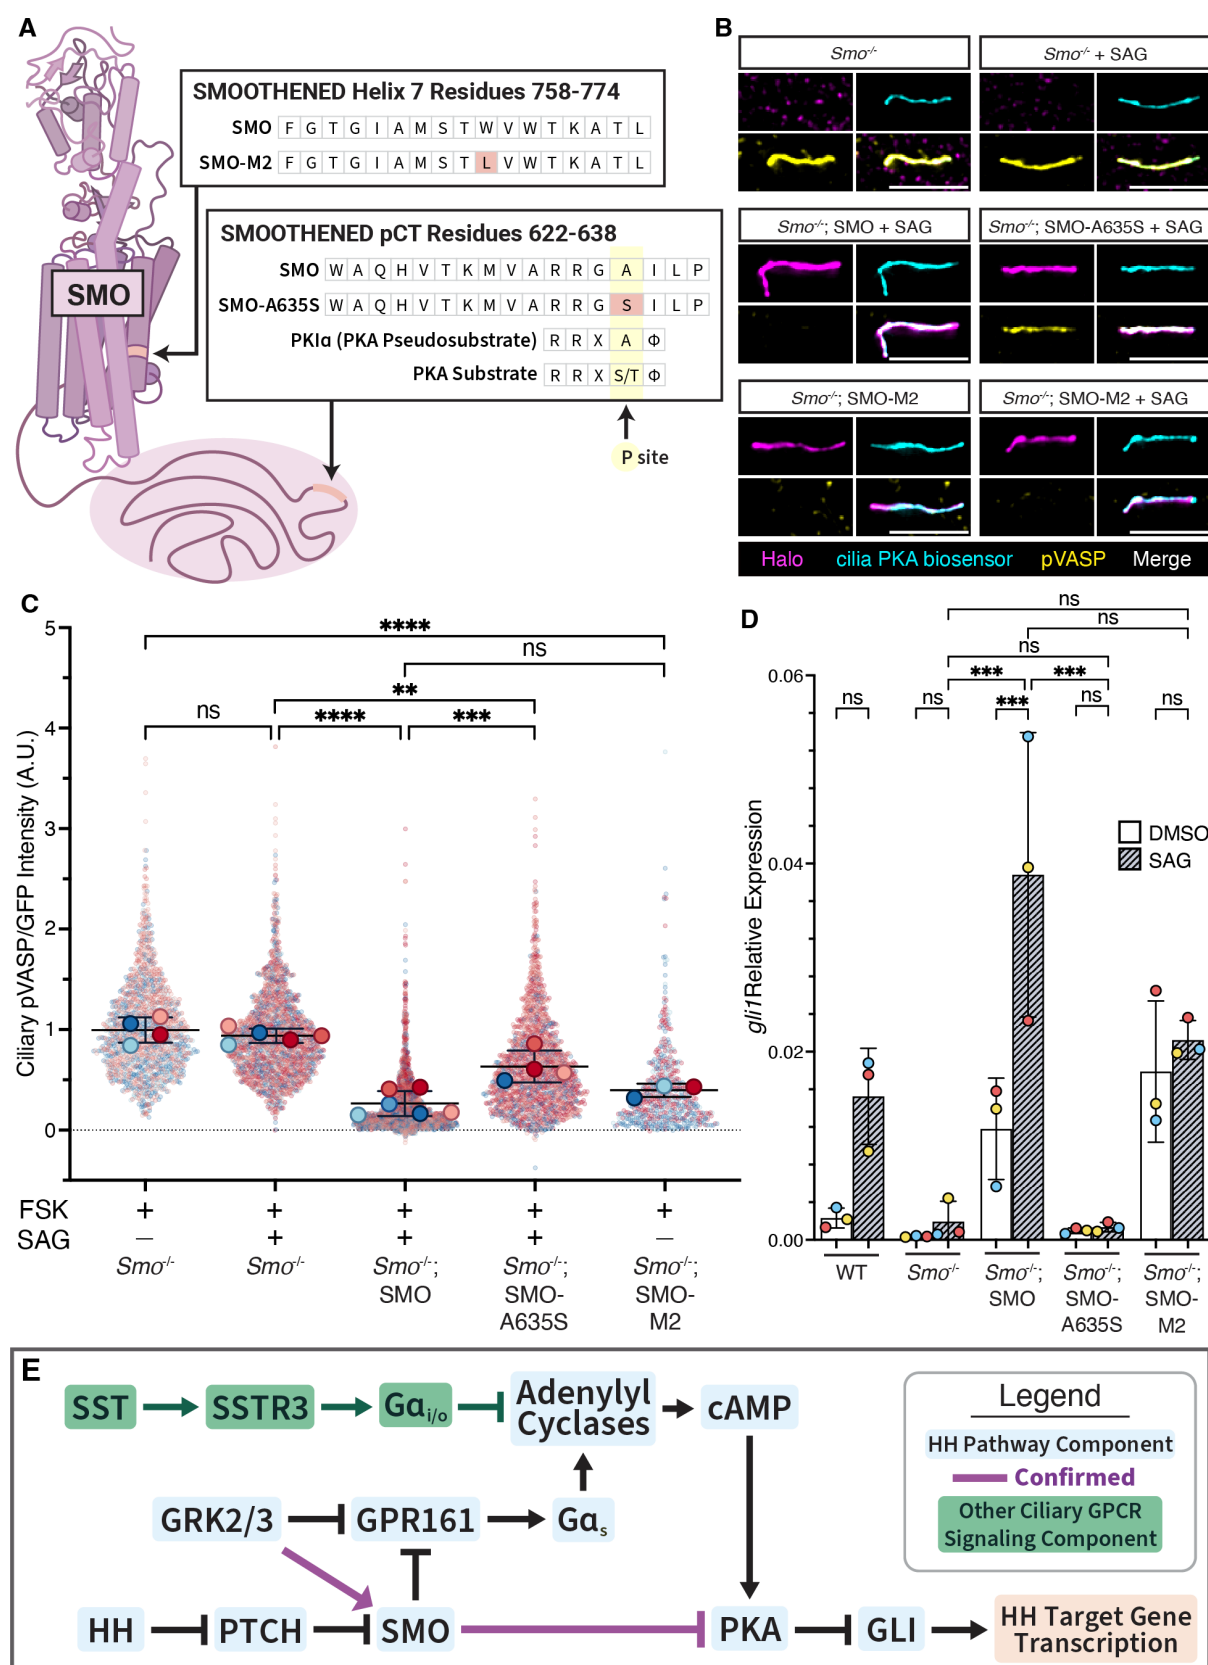 A
SMOOTHENED Helix 7 Residues 758-774
SMO F G T G I A M S T W V W T K A T L
SMO-M2 F G T G I A M S T L V W T K A T L
SMOOTHENED pCT Residues 622-638
SMO W A Q H V T K M V A R R G A I L P
SMO-A635S W A Q H V T K M V A R R G S I L P
PKIα (PKA Pseudosubstrate) R R X A Φ
PKA Substrate R R X S/T Φ
P site
SMO
B
Smo-/-
Smo-/- + SAG
Smo-/-; SMO + SAG
Smo-/-; SMO-A635S + SAG
Smo-/-; SMO-M2
Smo-/-; SMO-M2 + SAG
Halo cilia PKA biosensor pVASP Merge
C
Ciliary pVASP/GFP Intensity (A.U.)
5
4
3
2
1
0
****
ns
**
ns **** ***
FSK + + + + +
SAG — + + + —
Smo-/- Smo-/- Smo-/-; Smo-/-; Smo-/-;
SMO SMO- SMO-
A635S M2
D
gli1 Relative Expression
0.06
0.04
0.02
0.00
ns
ns
ns
*** ***
ns ns *** ns ns
DMSO
SAG
WT Smo-/- Smo-/-; Smo-/-; Smo-/-;
SMO SMO- SMO-
A635S M2
E
SST SSTR3 Gαi/o Adenylyl cAMP
Cyclases
GRK2/3 GPR161 Gαs
HH PTCH SMO PKA GLI HH Target Gene
Transcription
Legend
HH Pathway Component
Confirmed
Other Ciliary GPCR
Signaling Component